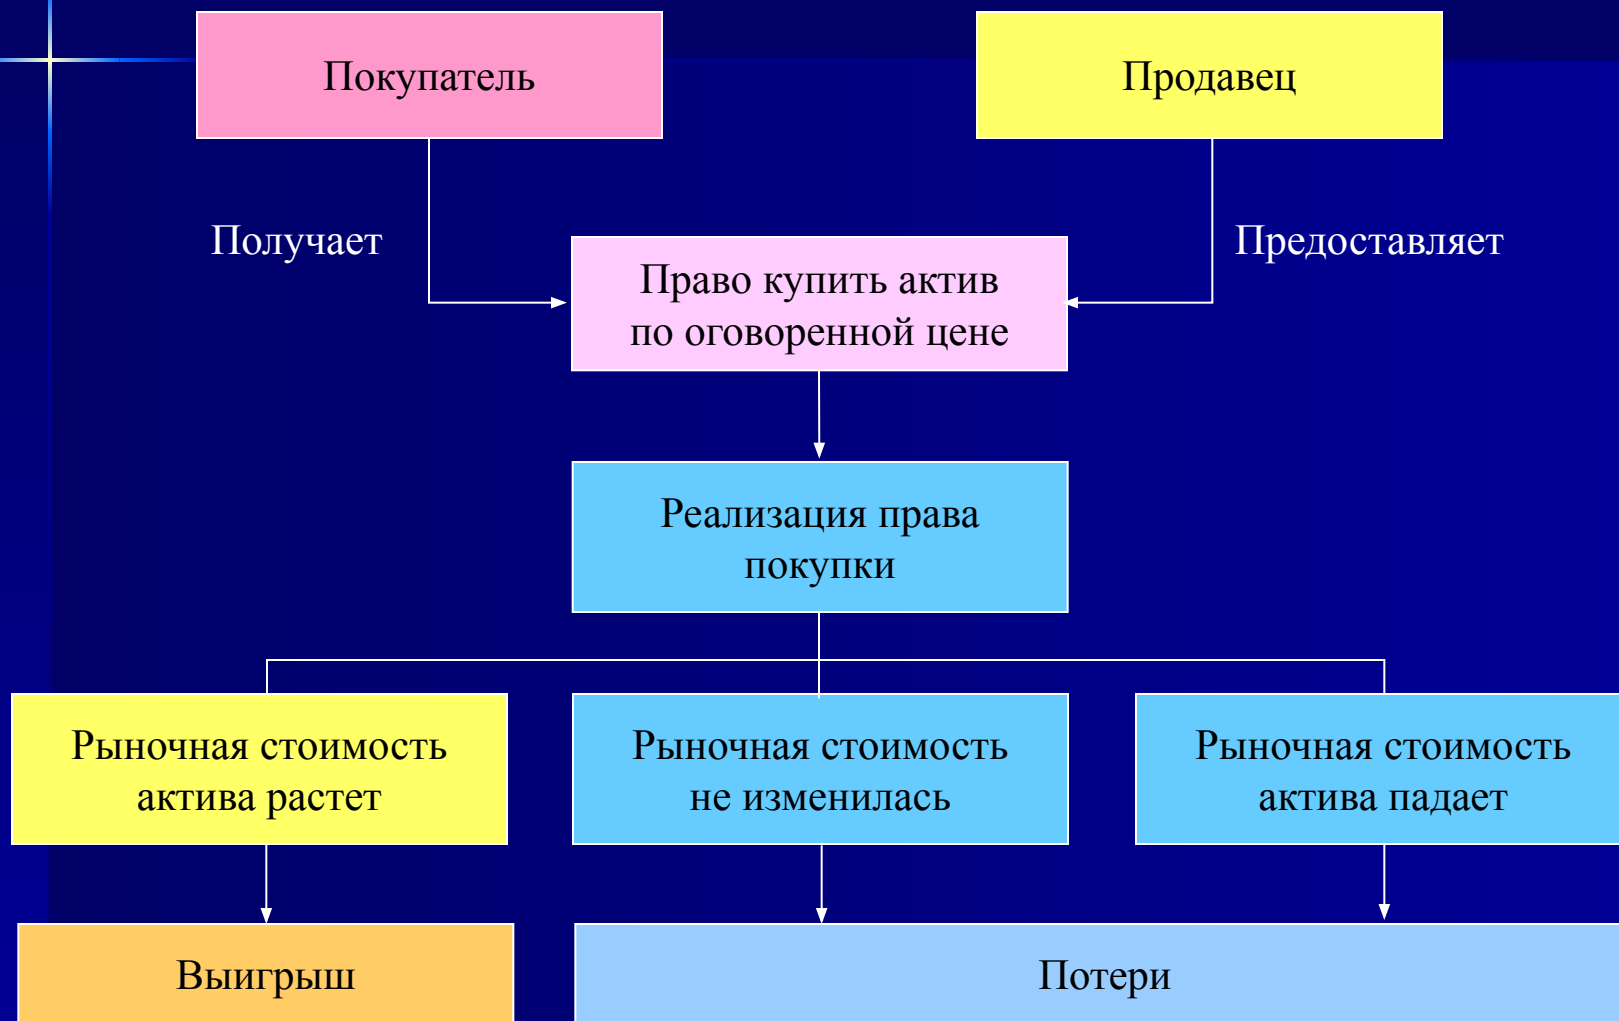 Покупатель
Продавец
Получает
Предоставляет
Право купить актив
по оговоренной цене
Реализация права
покупки
Рыночная стоимость
актива растет
Рыночная стоимость
не изменилась
Рыночная стоимость
актива падает
Выигрыш
Потери